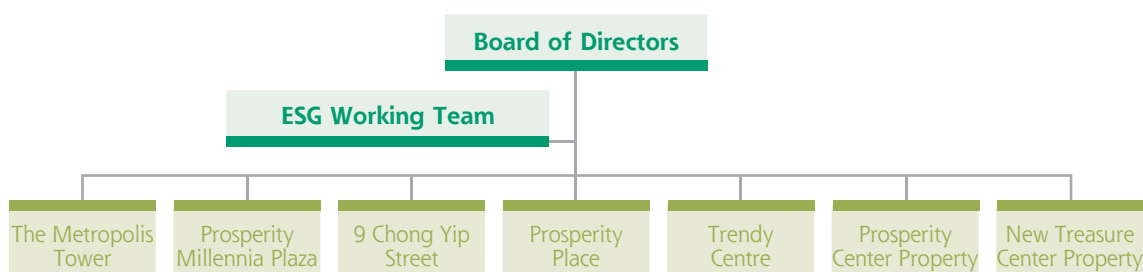 Board of Directors
ESG Working Team
The Metropolis
Tower
Prosperity
Millennia Plaza
9 Chong Yip
Street
Prosperity
Place
Trendy
Centre
Prosperity
Center Property
New Treasure
Center Property